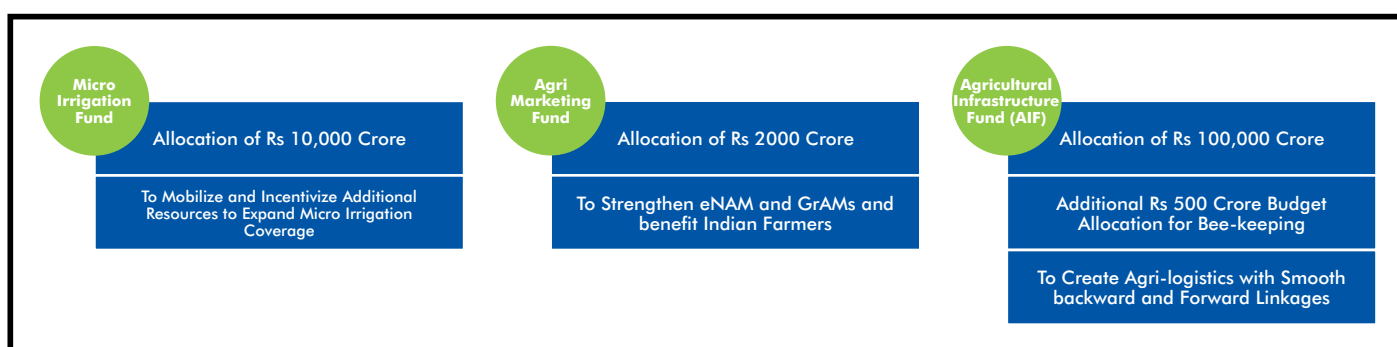 Micro
Irrigation
Fund
Allocation of Rs 10,000 Crore
To Mobilize and Incentivize Additional
Resources to Expand Micro Irrigation
Coverage
Agri
Marketing
Fund
Allocation of Rs 2000 Crore
To Strengthen eNAM and GrAMs and
benefit Indian Farmers
Agricultural
Infrastructure
Fund (AIF)
Allocation of Rs 100,000 Crore
Additional Rs 500 Crore Budget
Allocation for Bee-keeping
To Create Agri-logistics with Smooth
backward and Forward Linkages